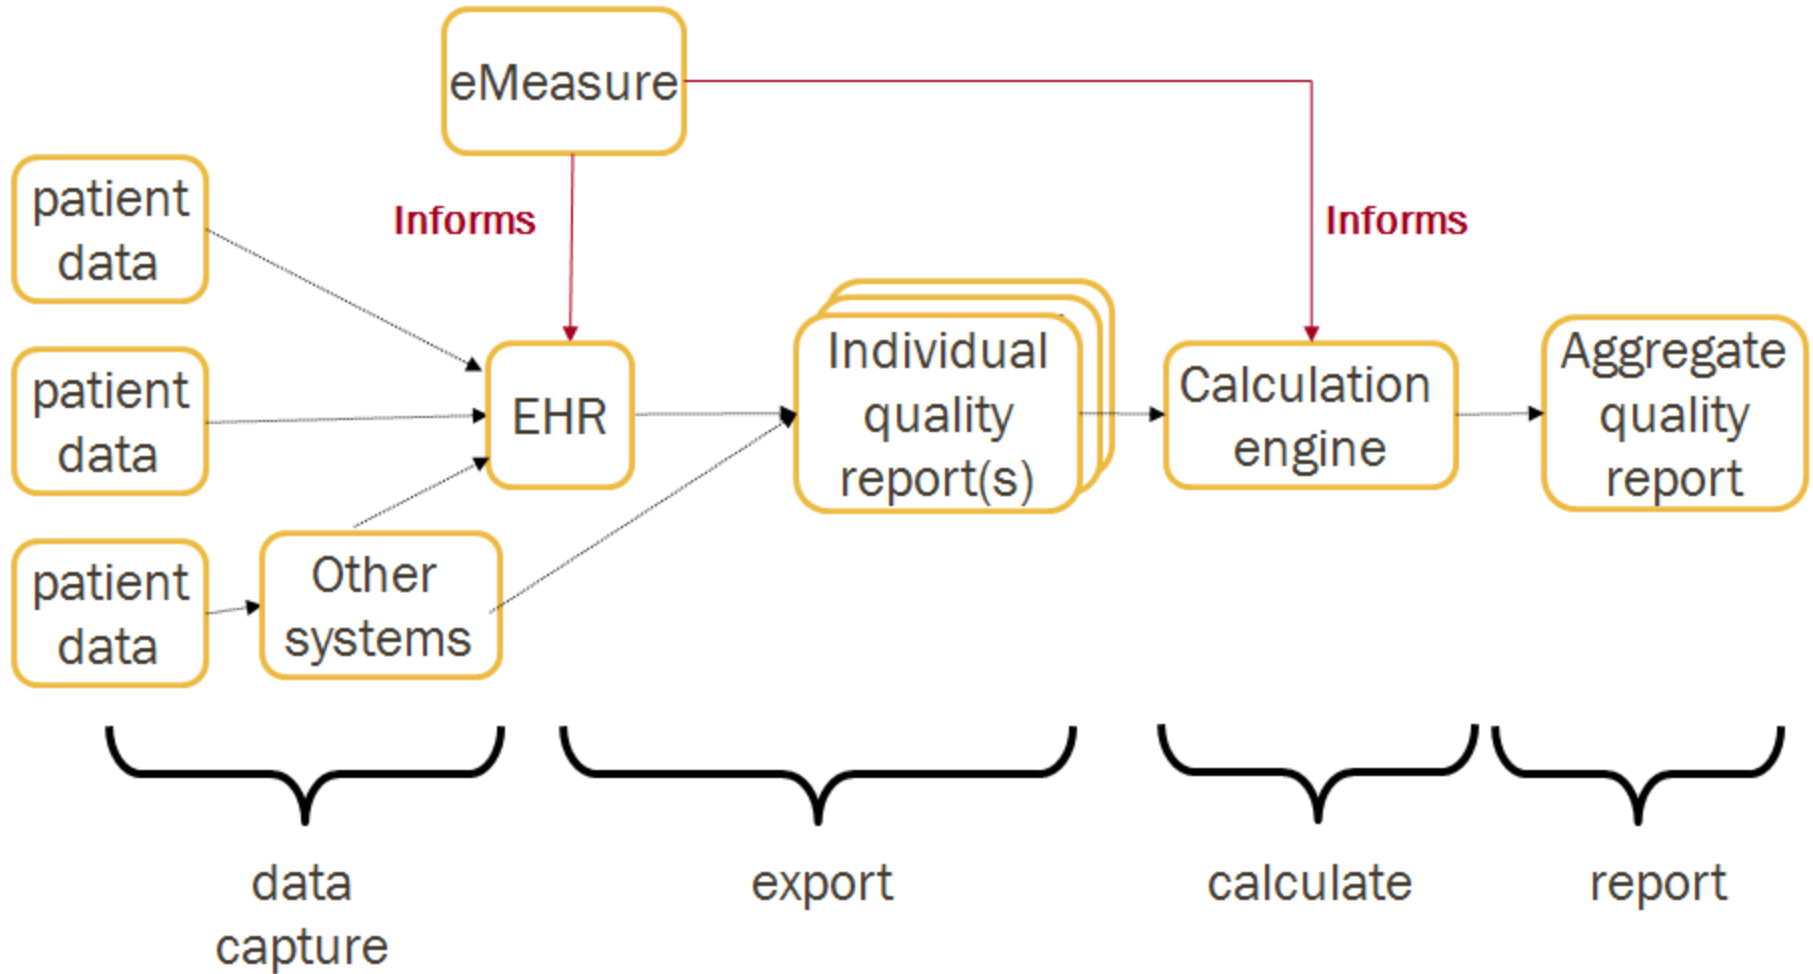 eMeasure
patient
data
Informs
Informs
patient
data
EHR
Individual
quality
report(s)
Calculation
engine
Aggregate
quality
report
patient
data
Other
systems
data
capture
export
calculate
report